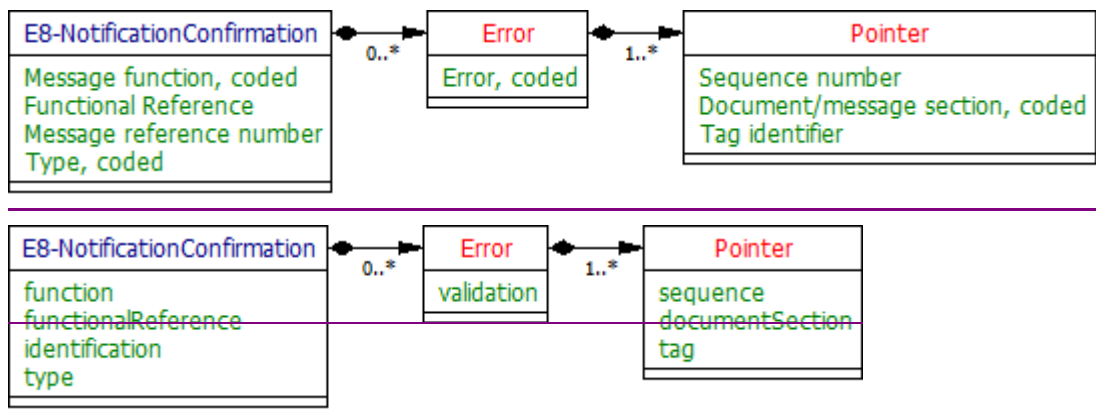 E8-NotificationConfirmation
0..*
Error
1..*
Pointer
Message function, coded
Functional Reference
Message reference number
Type, coded
Error, coded
Sequence number
Document/message section, coded
Tag identifier
E8-NotificationConfirmation
0..*
Error
1..*
Pointer
function
functionalReference
identification
type
validation
sequence
documentSection
tag